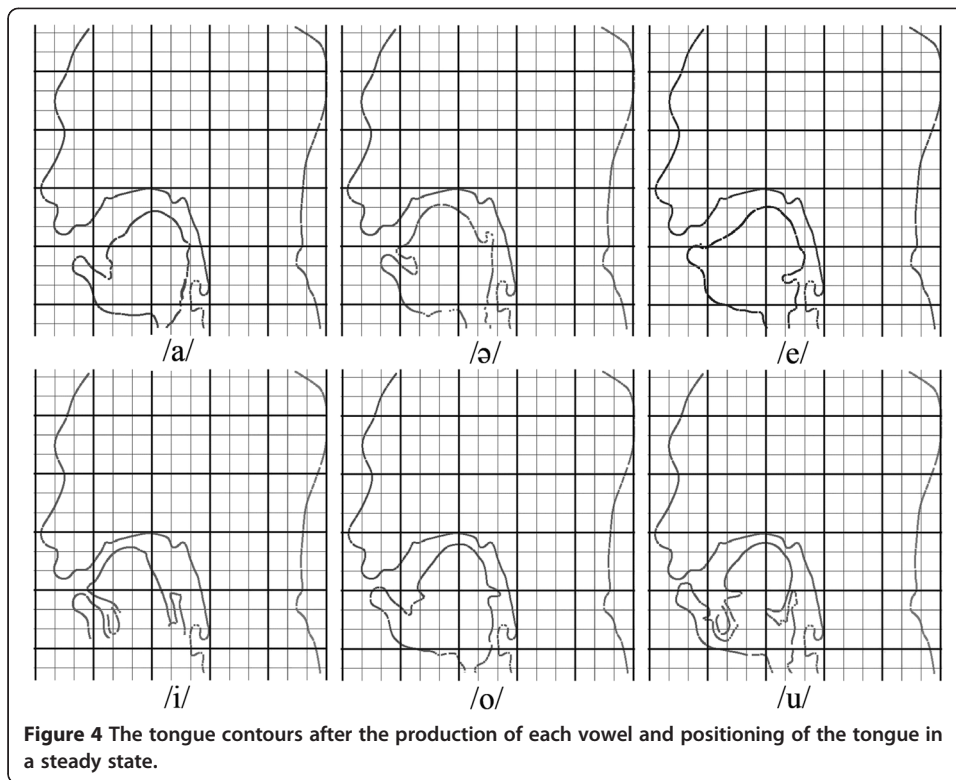 /a/ /ə/ /e/
/i/ /o/ /u/
Figure 4 The tongue contours after the production of each vowel and positioning of the tongue in
a steady state.